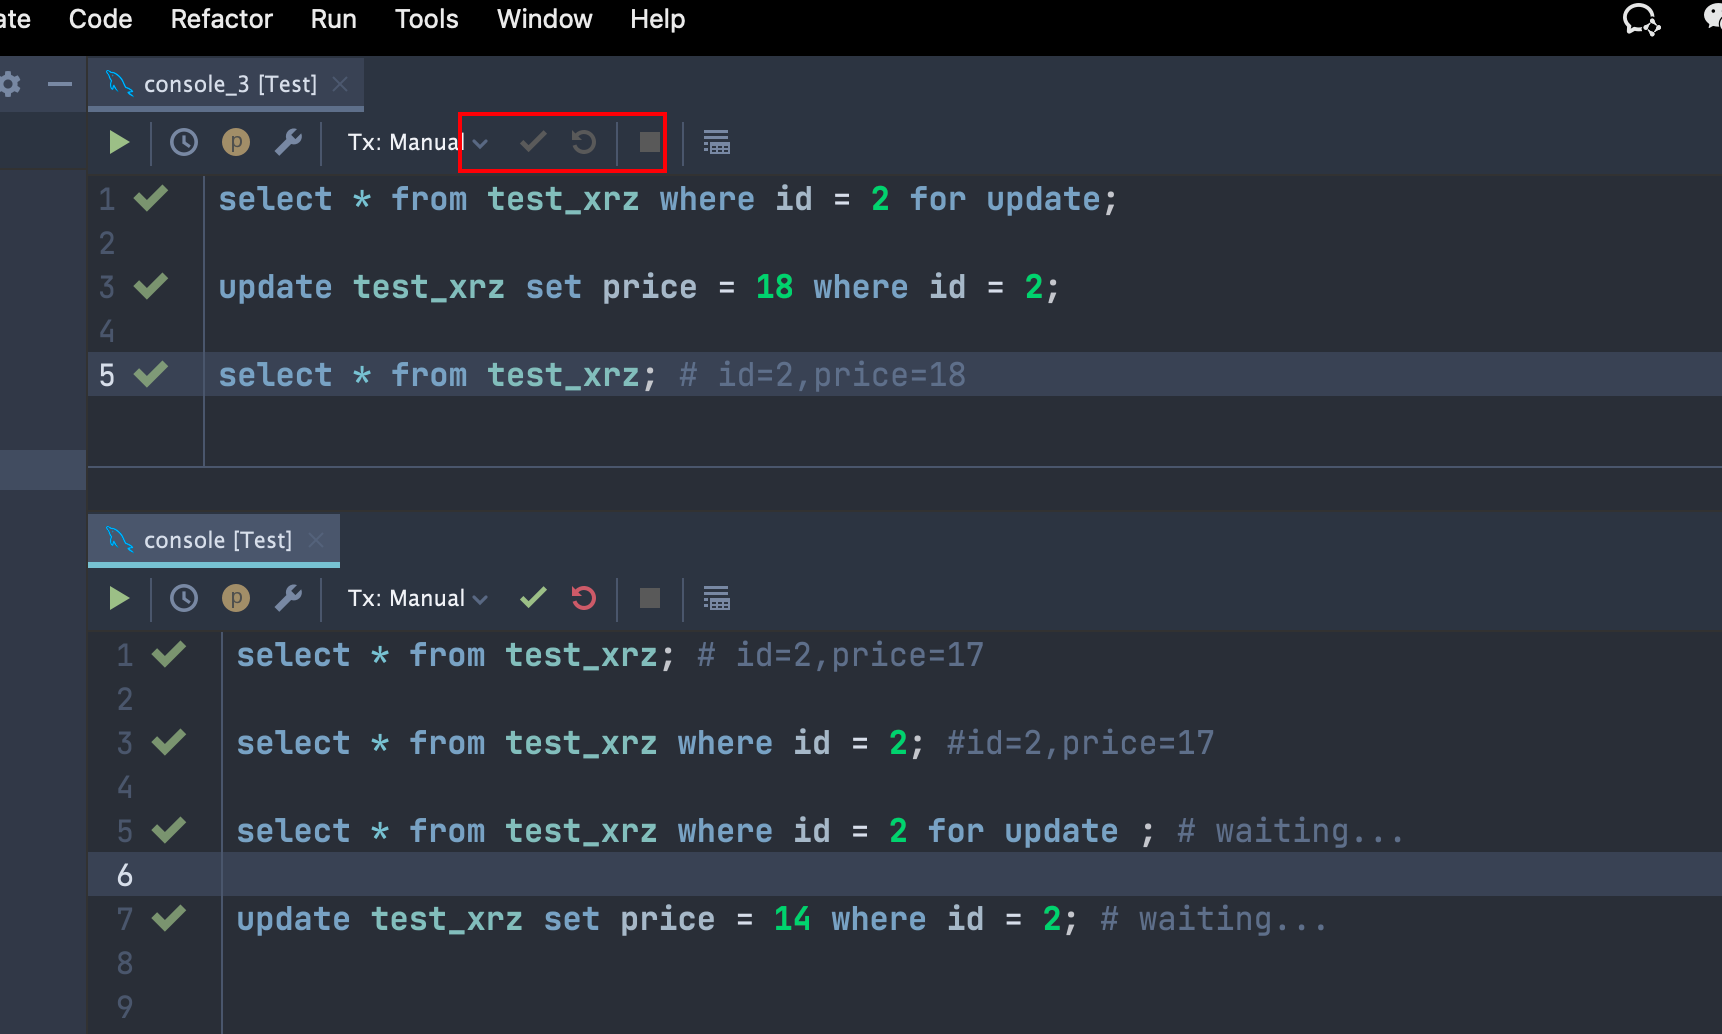 ate Code Refactor Run Tools Window Help
console_3 [Test]
p Tx: Manual
1 select * from test_xrz where id = 2 for update;
2
3 update test_xrz set price = 18 where id = 2;
4
5 select * from test_xrz; # id=2,price=18
console [Test]
p Tx: Manual
1 select * from test_xrz; # id=2,price=17
2
3 select * from test_xrz where id = 2; #id=2,price=17
4
5 select * from test_xrz where id = 2 for update ; # waiting...
6
7 update test_xrz set price = 14 where id = 2; # waiting...
8
9